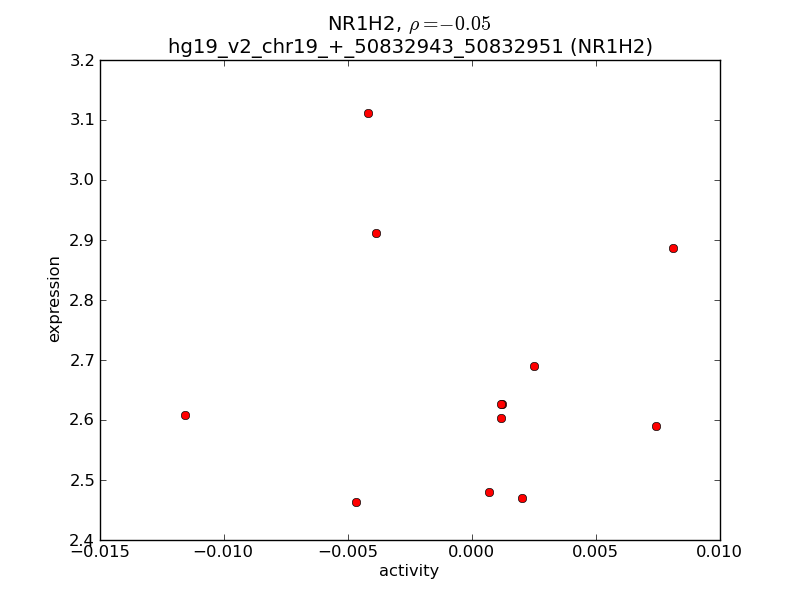 NR1H2, ρ=−0.05
hg19_v2_chr19_+_50832943_50832951 (NR1H2)
3.2
3.1
3.0
2.9
2.8
2.7
2.6
2.5
2.4
expression
−0.015 −0.010 −0.005 0.000 0.005 0.010
activity